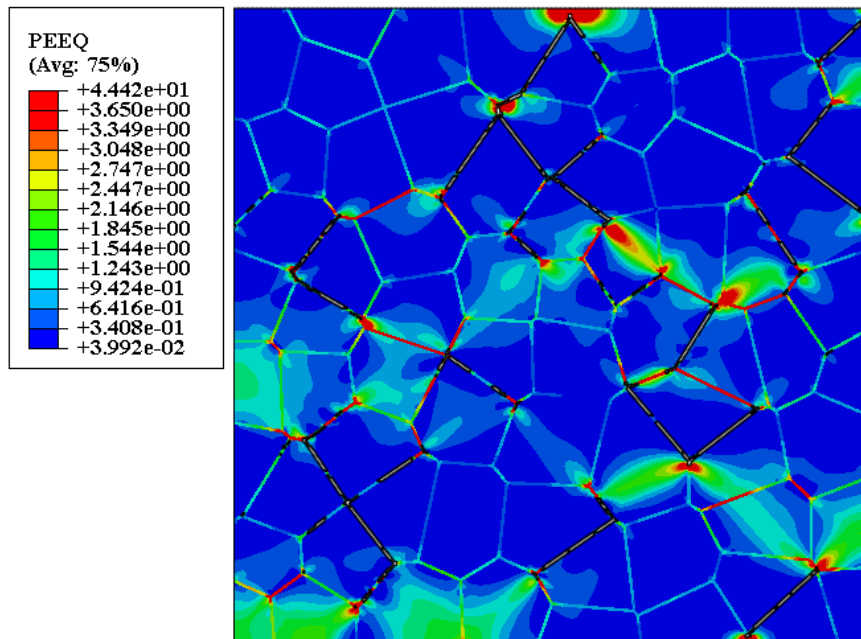 PEEQ
(Avg: 75%)
+4.442e+01
+3.650e+00
+3.349e+00
+3.048e+00
+2.747e+00
+2.447e+00
+2.146e+00
+1.845e+00
+1.544e+00
+1.243e+00
+9.424e-01
+6.416e-01
+3.408e-01
+3.992e-02